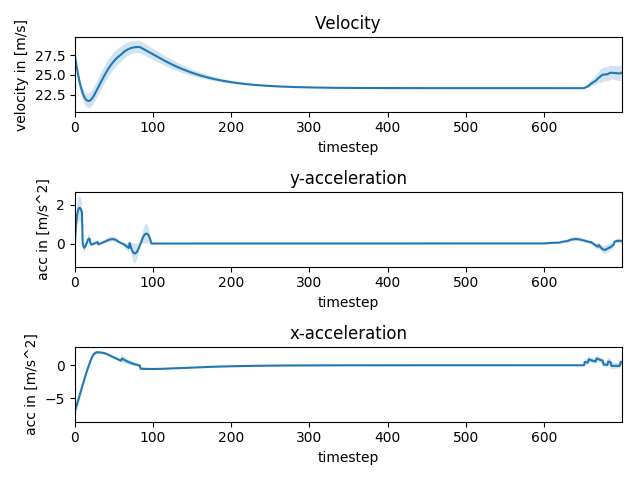 Velocity
velocity in [m/s]
27.5
25.0
22.5
0 100 200 300 400 500 600
timestep
y-acceleration
acc in [m/s^2]
2
0
0 100 200 300 400 500 600
timestep
x-acceleration
acc in [m/s^2]
0
−5
0 100 200 300 400 500 600
timestep